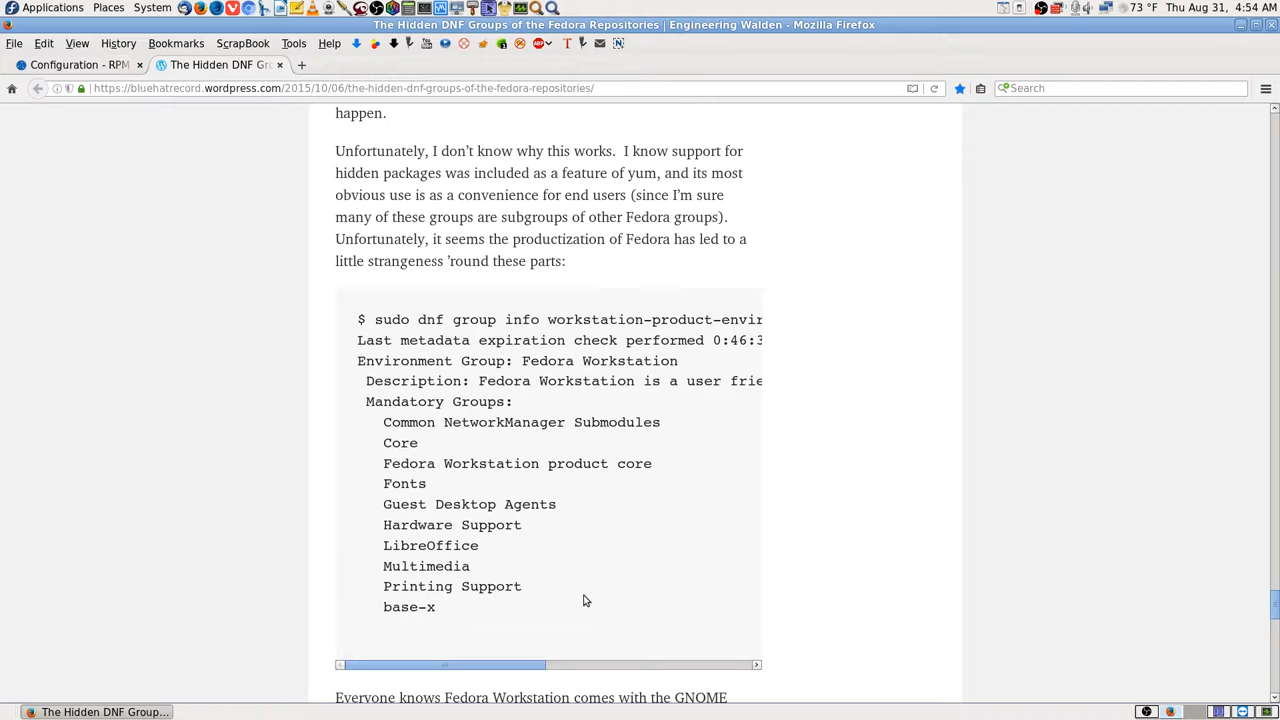 Applications Places System
73 °F Thu Aug 31, 4:54 AM
The Hidden DNF Groups of the Fedora Repositories | Engineering Walden - Mozilla Firefox
File Edit View History Bookmarks ScrapBook Tools Help
Configuration - RPM × The Hidden DNF Gro × +
https://bluehatrecord.wordpress.com/2015/10/06/the-hidden-dnf-groups-of-the-fedora-repositories/
Search
happen.
Unfortunately, I don’t know why this works.  I know support for
hidden packages was included as a feature of yum, and its most
obvious use is as a convenience for end users (since I’m sure
many of these groups are subgroups of other Fedora groups).
Unfortunately, it seems the productization of Fedora has led to a
little strangeness ’round these parts:
$ sudo dnf group info workstation-product-envir
Last metadata expiration check performed 0:46:3
Environment Group: Fedora Workstation
Description: Fedora Workstation is a user frie
Mandatory Groups:
Common NetworkManager Submodules
Core
Fedora Workstation product core
Fonts
Guest Desktop Agents
Hardware Support
LibreOffice
Multimedia
Printing Support
base-x
Everyone knows Fedora Workstation comes with the GNOME
The Hidden DNF Group...